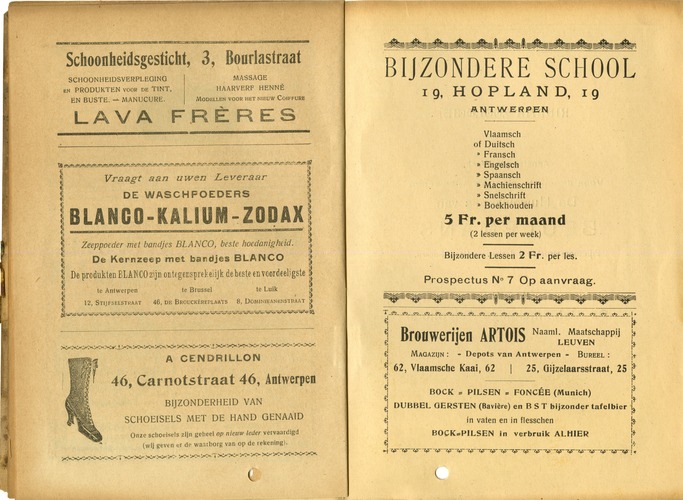 Schoonheidsgesticht, 3, Bourlastraat
SCHOONHEIDSVERPLEGING
EN PRODUKTEN VOOR DE TINT,
EN BUSTE. — MANUCURE.
MASSAGE
HAARVERF HENNÉ
MODELLEN VOOR HET NIEUW COIFFURE
LAVA FRÈRES
Vraagt aan uwen Leveraar
DE WASCHPOEDERS
BLANCO-KALIUM-ZODAX
Zeeppoeder met bandjes BLANCO, beste hoedanigheid.
De Kernzeep met bandjes BLANCO
De produkten BLANCO zijn ontegensprekelijk de beste en voordeeligste
te Antwerpen te Brussel te Luik
12, STIJFSELSTRAAT 46, DE BROUCKÈREPLAETS 8, DOMINIKANENSTRAAT
A CENDRILLON
46, Carnotstraat 46, Antwerpen
BIJZONDERHEID VAN
SCHOEISELS MET DE HAND GENAAID
Onze schoeisels zijn geheel op nieuw leder vervaardigd
(wij geven er de waarborg van op de rekening).
BIJZONDERE SCHOOL
19, HOPLAND, 19
ANTWERPEN
Vlaamsch
of Duitsch
» Fransch
» Engelsch
» Spaansch
» Machienschrift
» Snelschrift
» Boekhouden
5 Fr. per maand
(2 lessen per week)
Bijzondere Lessen 2 Fr. per les.
Prospectus No 7 Op aanvraag.
Brouwerijen ARTOIS Naaml. Maatschappij
LEUVEN
MAGAZIJN : - Depots van Antwerpen - BUREEL :
62, Vlaamsche Kaai, 62 | 25, Gijzelaarsstraat, 25
BOCK = PILSEN = FONCÉE (Munich)
DUBBEL GERSTEN (Bavière) en B S T bijzonder tafelbier
in vaten en in flesschen
BOCK=PILSEN in verbruik ALHIER